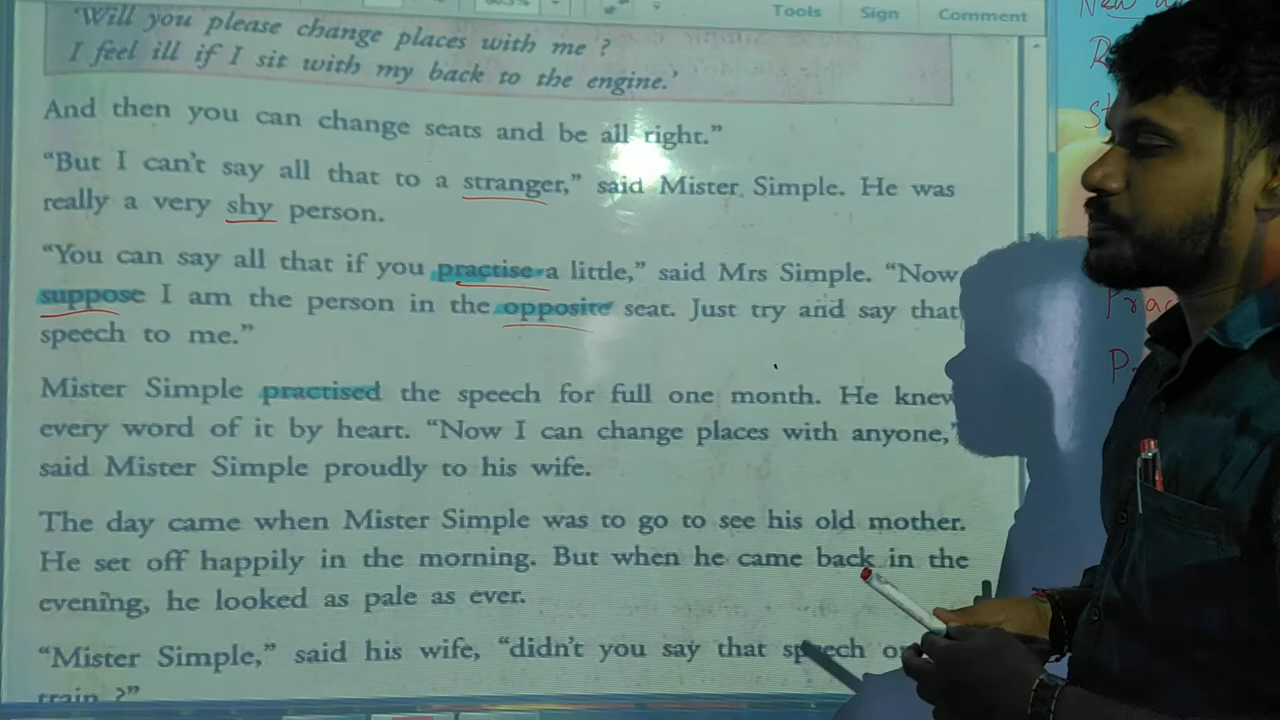 Tools Sign Comment
'Will you please change places with me ?
I feel ill if I sit with my back to the engine.'
And then you can change seats and be all right."
"But I can't say all that to a stranger," said Mister Simple. He was
really a very shy person.
"You can say all that if you practise a little," said Mrs Simple. "Now
suppose I am the person in the opposite seat. Just try and say that
speech to me."
Mister Simple practised the speech for full one month. He knew
every word of it by heart. "Now I can change places with anyone,"
said Mister Simple proudly to his wife.
The day came when Mister Simple was to go to see his old mother.
He set off happily in the morning. But when he came back in the
evening, he looked as pale as ever.
"Mister Simple," said his wife, "didn't you say that speech
train ?"
New